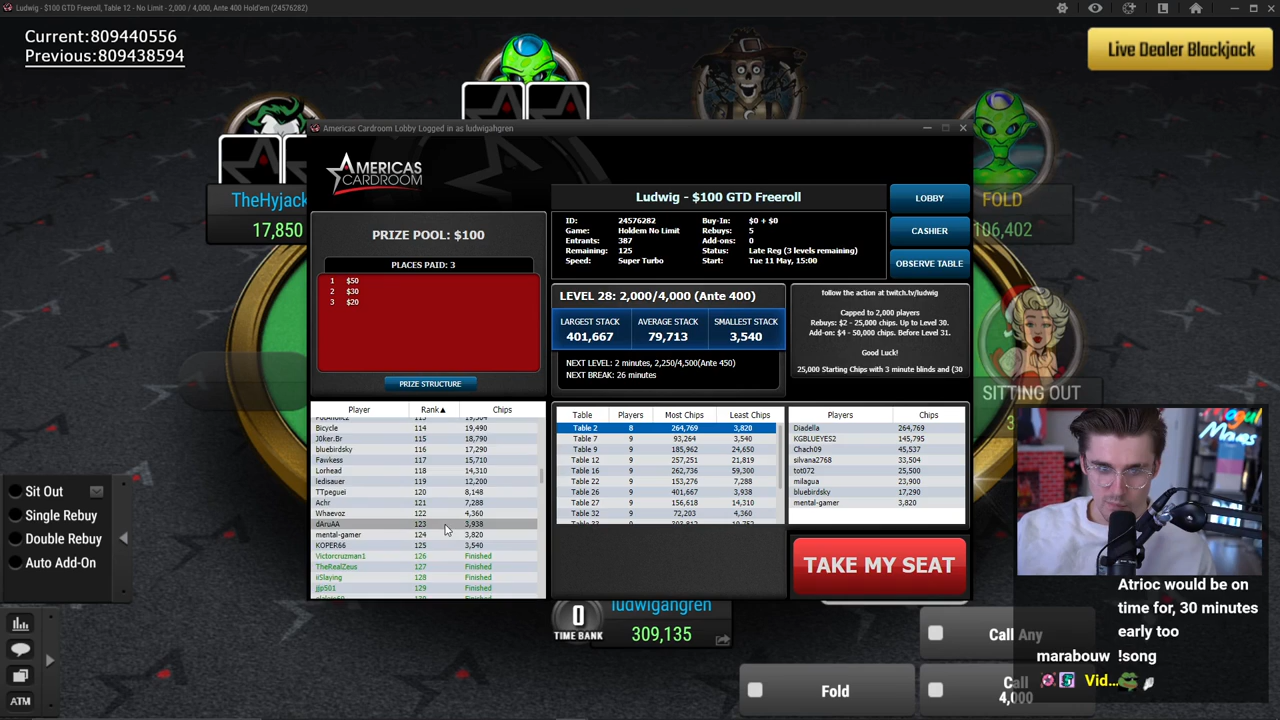 Ludwig - $100 GTD Freeroll, Table 12 - No Limit - 2,000 / 4,000, Ante 400 Hold'em (24576282)
Current:809440556
Previous:809438594
Live Dealer Blackjack
Americas Cardroom Lobby Logged in as ludwigahgren
AMERICAS
CARDROOM
TheHyjack
17,850
FOLD
106,402
SITTING OUT
Ludwig - $100 GTD Freeroll
LOBBY
CASHIER
OBSERVE TABLE
ID: 24576282 Buy-In: $0 + $0
Game: Holdem No Limit Rebuys: 5
Entrants: 387 Add-ons: 0
Remaining: 125 Status: Late Reg (3 levels remaining)
Speed: Super Turbo Start: Tue 11 May, 15:00
PRIZE POOL: $100
PLACES PAID: 3
1 $50
2 $30
3 $20
PRIZE STRUCTURE
LEVEL 28: 2,000/4,000 (Ante 400)
LARGEST STACK AVERAGE STACK SMALLEST STACK
401,667 79,713 3,540
NEXT LEVEL: 2 minutes, 2,250/4,500(Ante 450)
NEXT BREAK: 26 minutes
follow the action at twitch.tv/ludwig
Capped to 2,000 players
Rebuys: $2 - 25,000 chips. Up to Level 30.
Add-on: $4 - 50,000 chips. Before Level 31.
Good Luck!
25,000 Starting Chips with 3 minute blinds and (30
Player Rank▲ Chips
Bicycle 114 19,490
J0ker.Br 115 18,790
bluebirdsky 116 17,290
Fawkess 117 15,710
Lorhead 118 14,310
ledisauer 119 12,200
TTpeguei 120 8,148
Achr 121 7,288
Whaevoz 122 4,360
dAruAA 123 3,938
mental-gamer 124 3,820
KOPER66 125 3,540
Victorcruzman1 126 Finished
TheRealZeus 127 Finished
iiSlaying 128 Finished
jjp501 129 Finished
Table Players Most Chips Least Chips
Table 2 8 264,769 3,820
Table 7 9 93,264 3,540
Table 9 9 185,962 24,650
Table 12 9 257,251 21,819
Table 16 9 262,736 59,300
Table 22 9 153,276 7,288
Table 26 9 401,667 3,938
Table 27 9 156,618 14,310
Table 32 9 72,203 4,360
Players Chips
Diadella 264,769
KGBLUEYES2 145,795
Chach09 45,537
silvana2768 33,504
tot072 25,500
milagua 23,800
bluebirdsky 17,290
mental-gamer 3,820
TAKE MY SEAT
Sit Out
Single Rebuy
Double Rebuy
Auto Add-On
ATM
0
TIME BANK
ludwigahgren
309,135
Fold
Call Any
Call
4,000
Atrioc would be on
time for, 30 minutes
early too
marabouw !song
Vid...